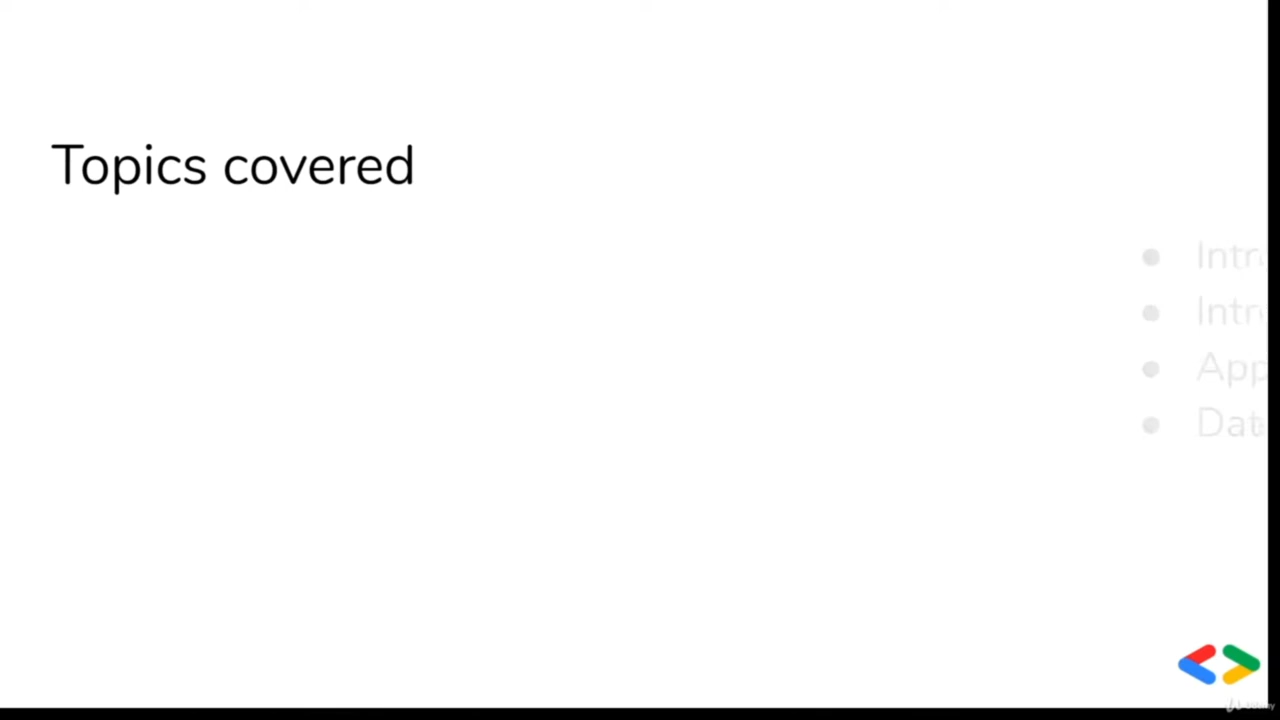 Topics covered
● Intr
● Intr
● App
● Dat